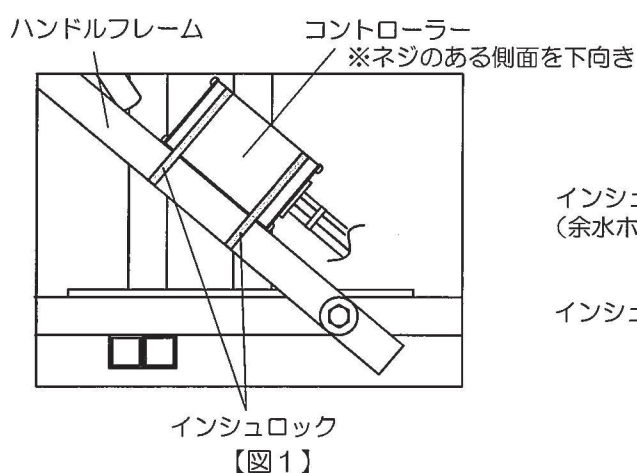 ハンドルフレーム
コントローラー
※ネジのある側面を下向き
インシュ
(余水ホ
インシュ
インシュロック
【図1】